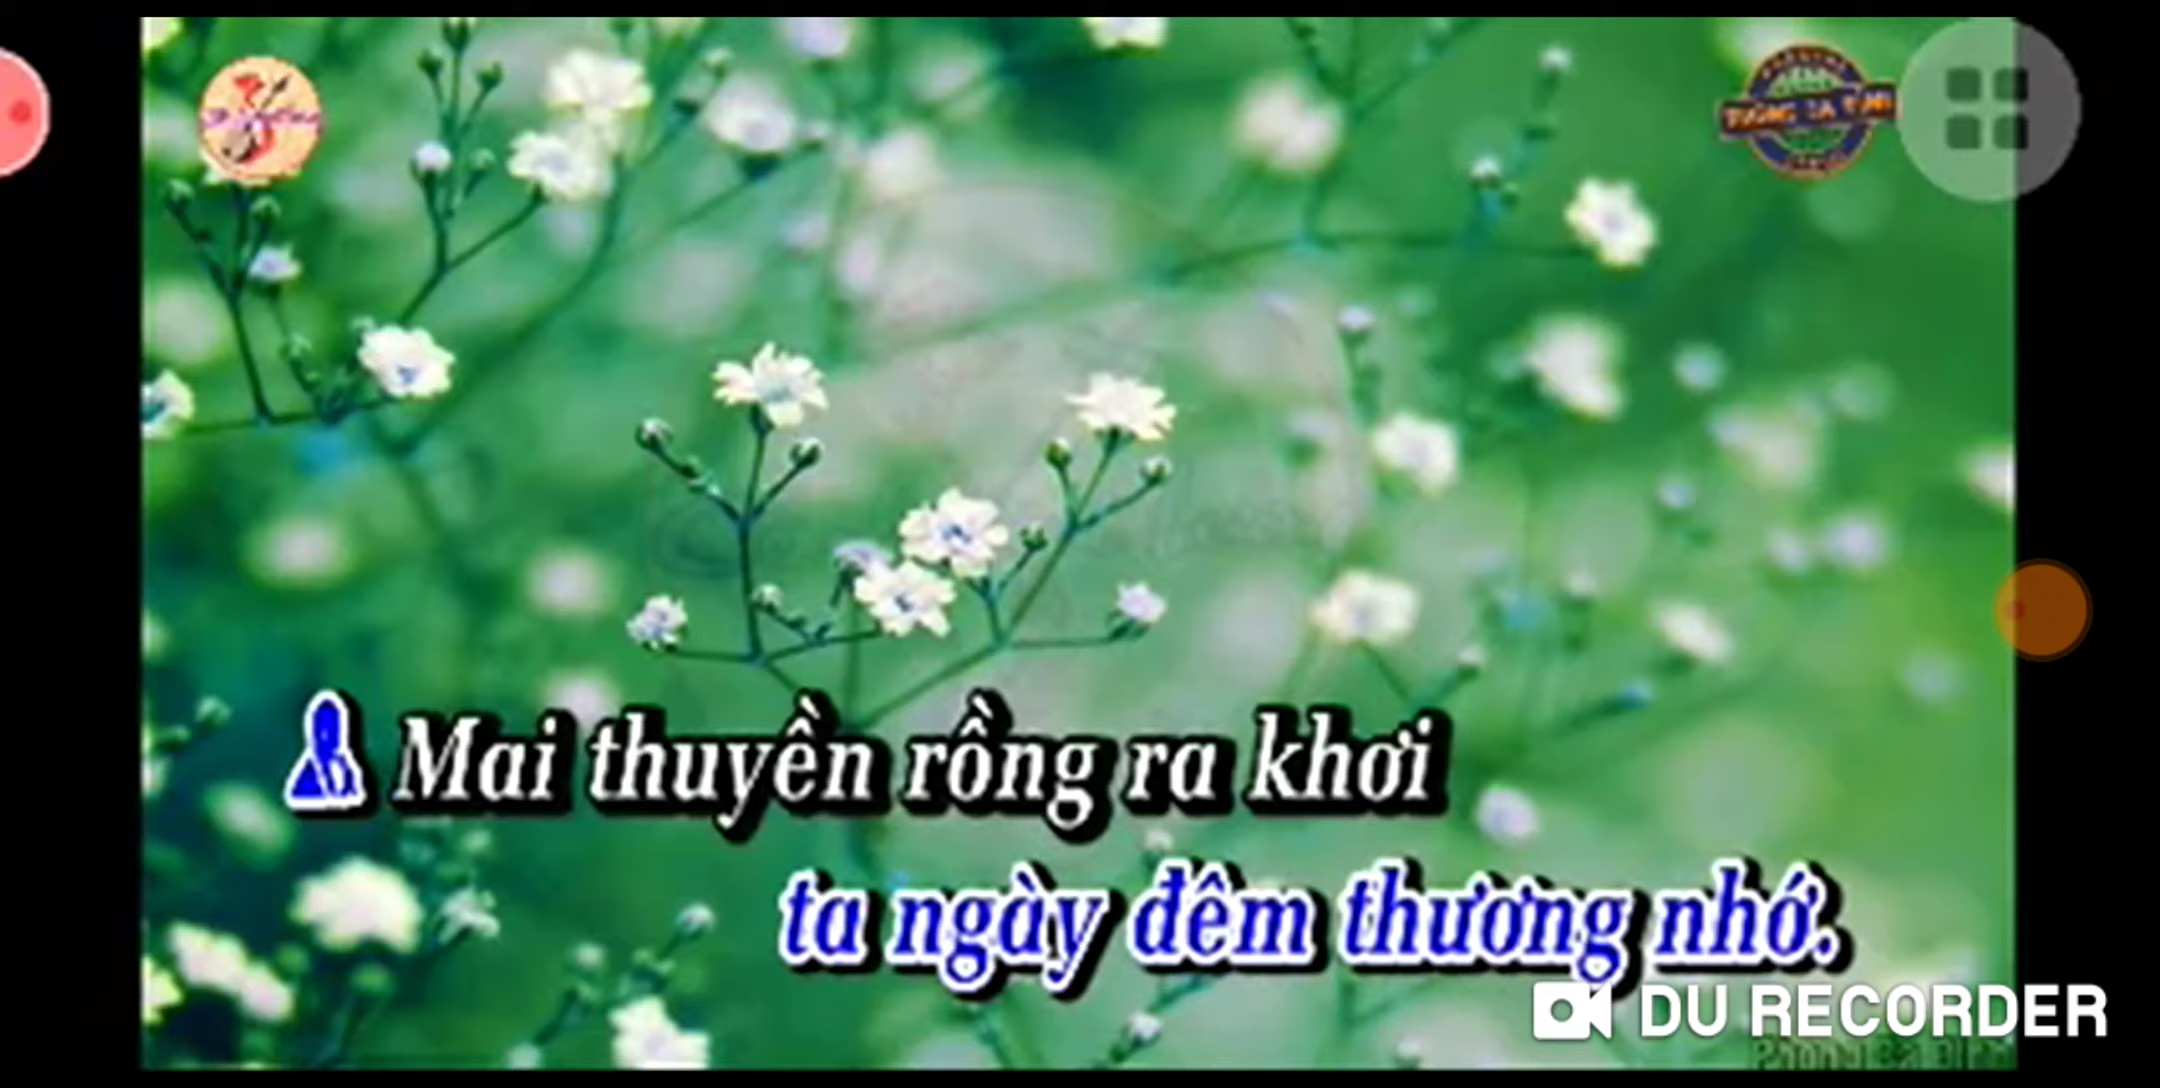 Mai thuyền rồng ra khơi
ta ngày đêm thương nhớ.
DU RECORDER